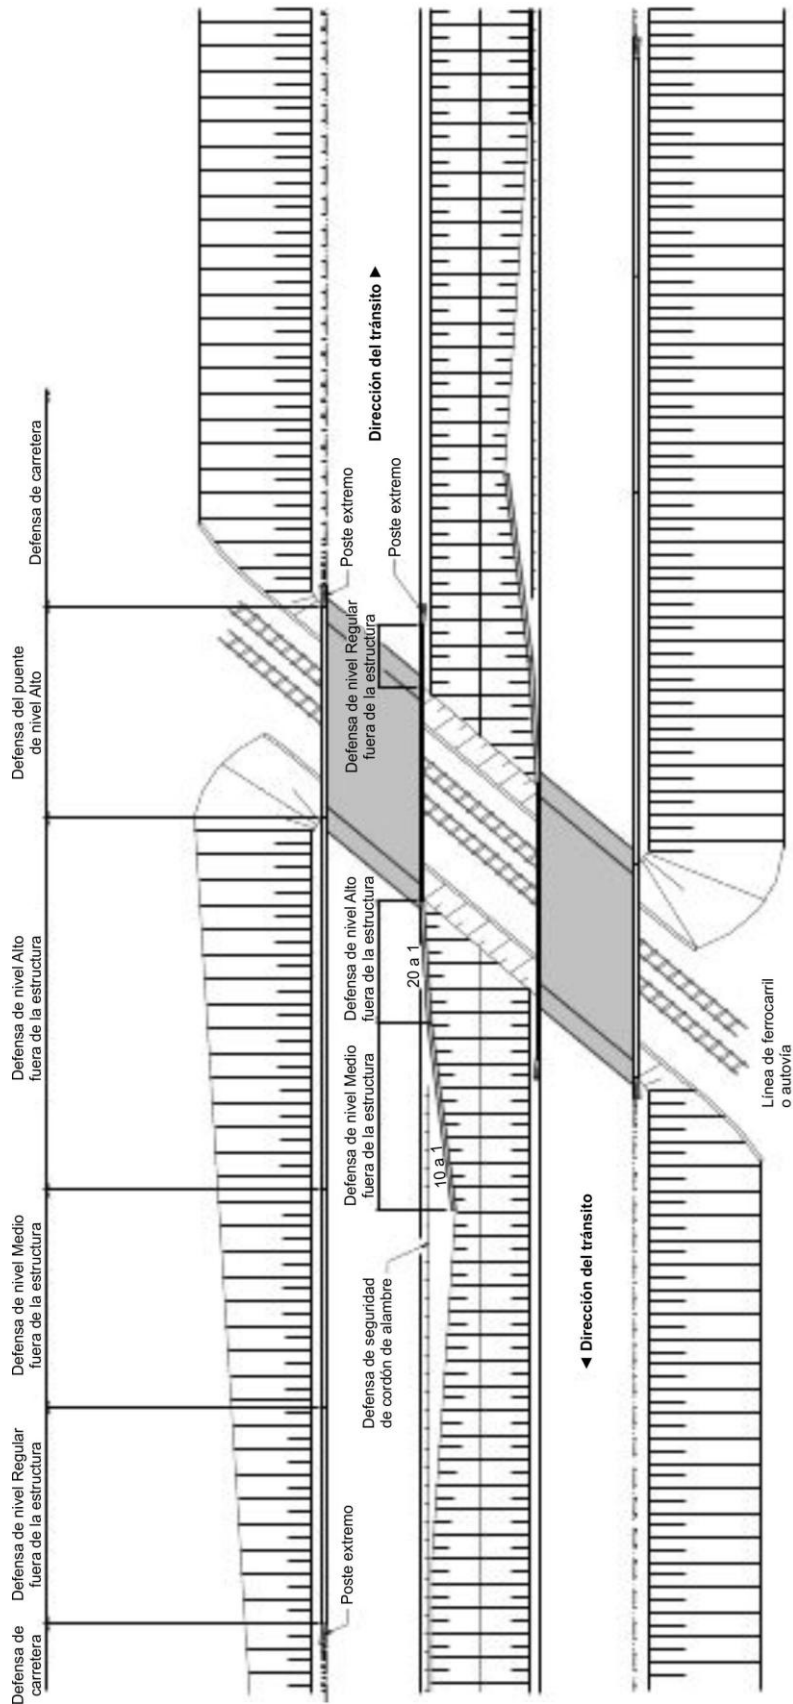 Defensa de
carretera
Defensa de nivel Regular
fuera de la estructura
Defensa de nivel Medio
fuera de la estructura
Defensa de nivel Alto
fuera de la estructura
Defensa del puente
de nivel Alto
Defensa de carretera
Poste extremo
Poste extremo
Dirección del tránsito ►
Defensa de seguridad
de cordón de alambre
Defensa de nivel Medio
fuera de la estructura
Defensa de nivel Alto
fuera de la estructura
Defensa de nivel Regular
fuera de la estructura
Poste extremo
10 a 1
20 a 1
◄ Dirección del tránsito
Línea de ferrocarril
o autovía